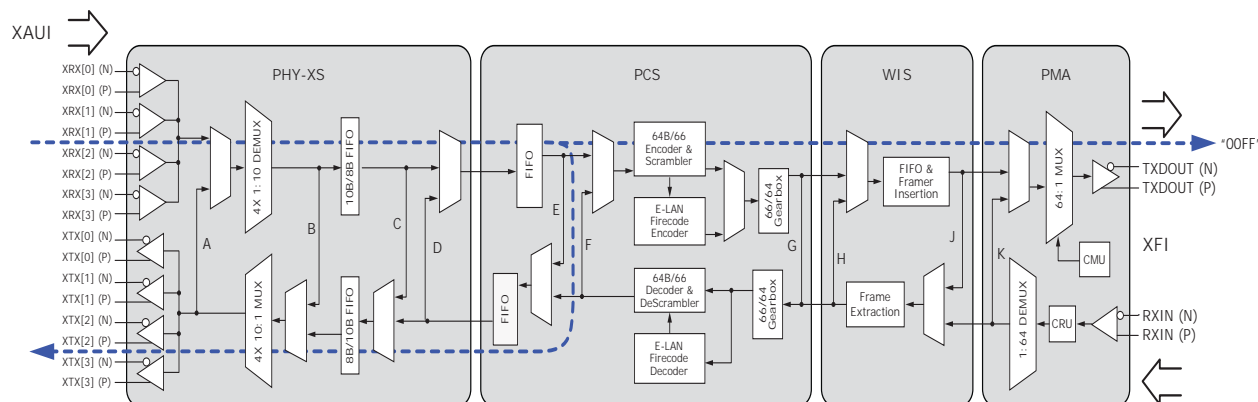 XAUI
PHY-XS
PCS
WIS
PMA
XRX[0] (N)
XRX[0] (P)
XRX[1] (N)
XRX[1] (P)
XRX[2] (N)
XRX[2] (P)
XRX[3] (N)
XRX[3] (P)
XTX[0] (N)
XTX[0] (P)
XTX[1] (N)
XTX[1] (P)
XTX[2] (N)
XTX[2] (P)
XTX[3] (N)
XTX[3] (P)
A
4X 1:10 DEMUX
4X 10:1 MUX
B
10B/8B FIFO
8B/10B FIFO
C
D
FIFO
FIFO
E
F
64B/66
Encoder &
Scrambler
E-LAN
Firecode
Encoder
66/64
Gearbox
64B/66
Decoder &
DeScrambler
E-LAN
Firecode
Decoder
66/64
Gearbox
G
H
FIFO &
Framer
Insertion
Frame
Extraction
J
K
64:1 MUX
CMU
1:64 DEMUX
CRU
"00FF"
TXDOUT (N)
TXDOUT (P)
XFI
RXIN (N)
RXIN (P)